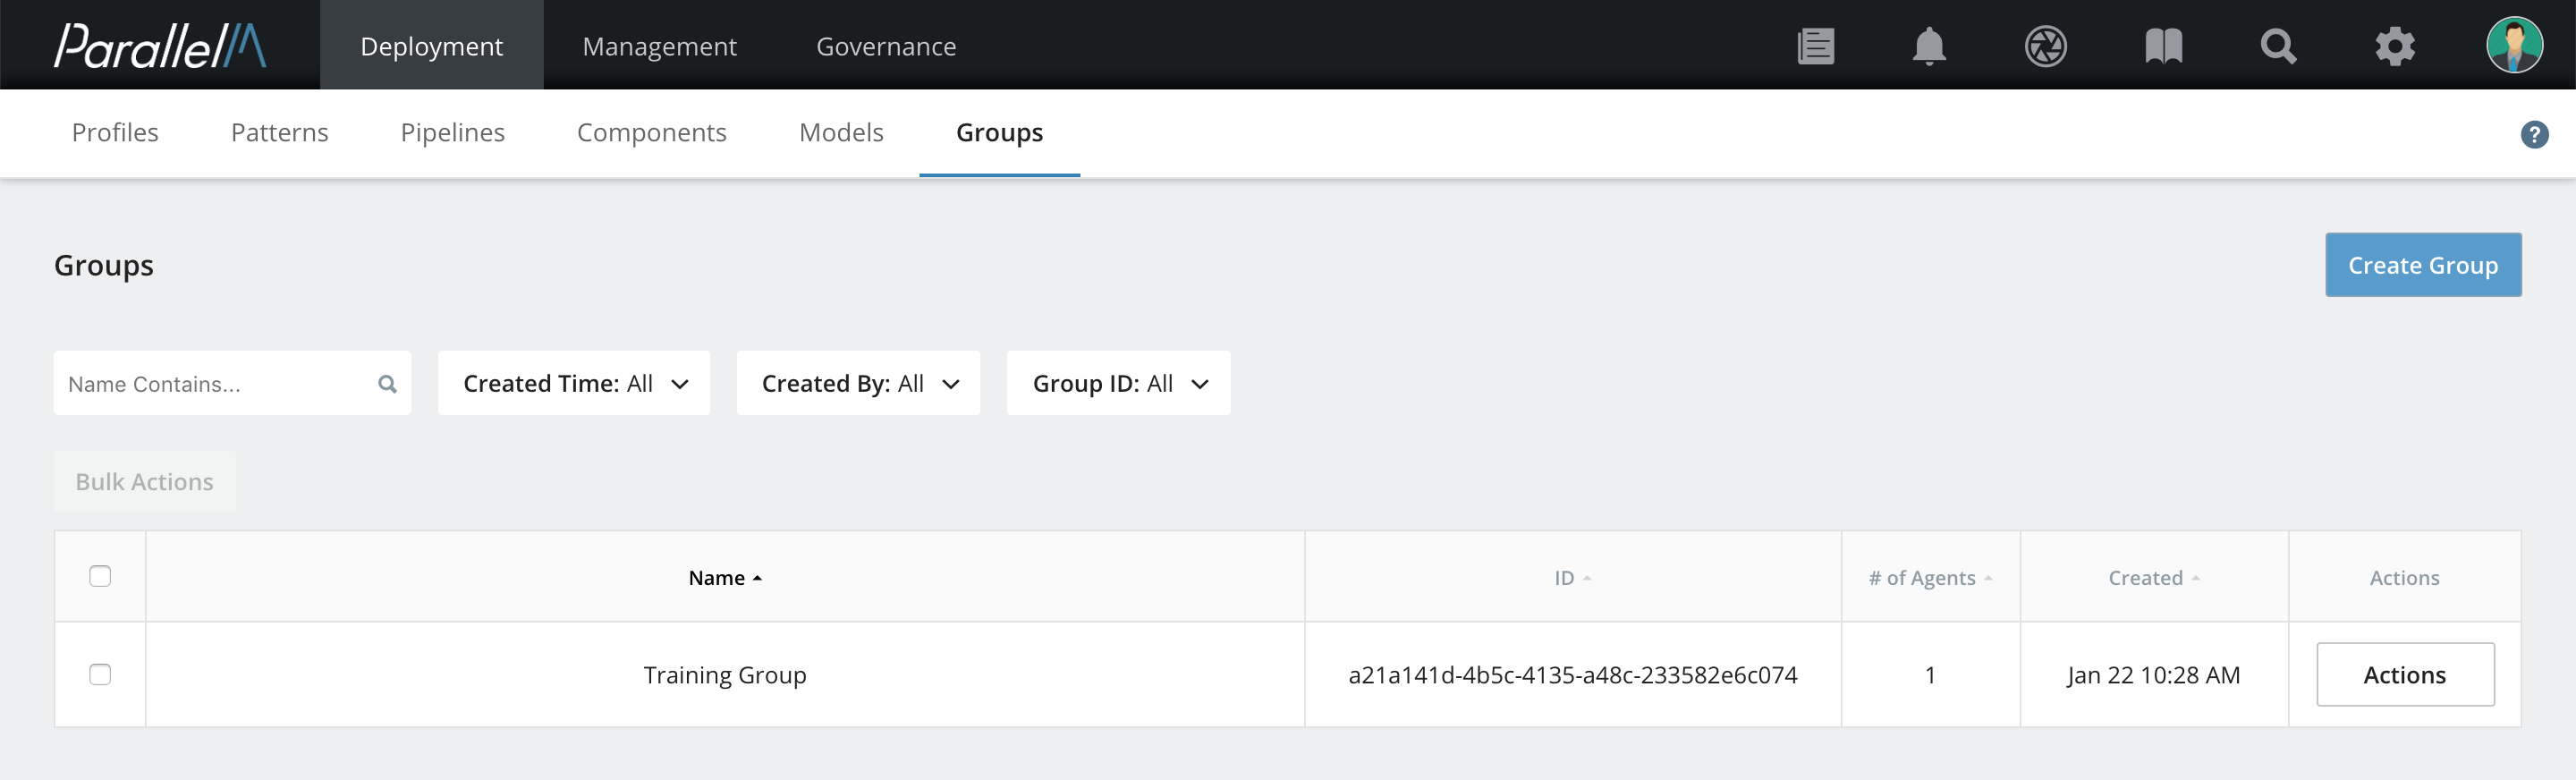 ParallelM Deployment Management Governance
Profiles Patterns Pipelines Components Models Groups ?
Groups Create Group
Name Contains... Created Time: All Created By: All Group ID: All
Bulk Actions
Name ID # of Agents Created Actions
Training Group a21a141d-4b5c-4135-a48c-233582e6c074 1 Jan 22 10:28 AM Actions